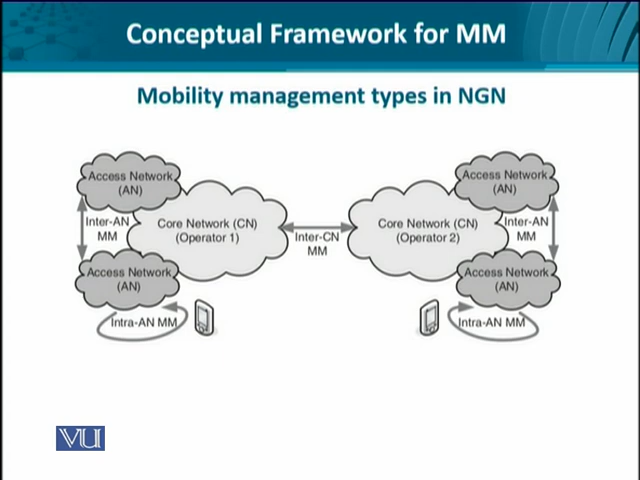 Conceptual Framework for MM
Mobility management types in NGN
Access Network
(AN)
Inter-AN
MM
Core Network (CN)
(Operator 1)
Access Network
(AN)
Intra-AN MM
Inter-CN
MM
Access Network
(AN)
Core Network (CN)
(Operator 2)
Inter-AN
MM
Access Network
(AN)
Intra-AN MM
VU